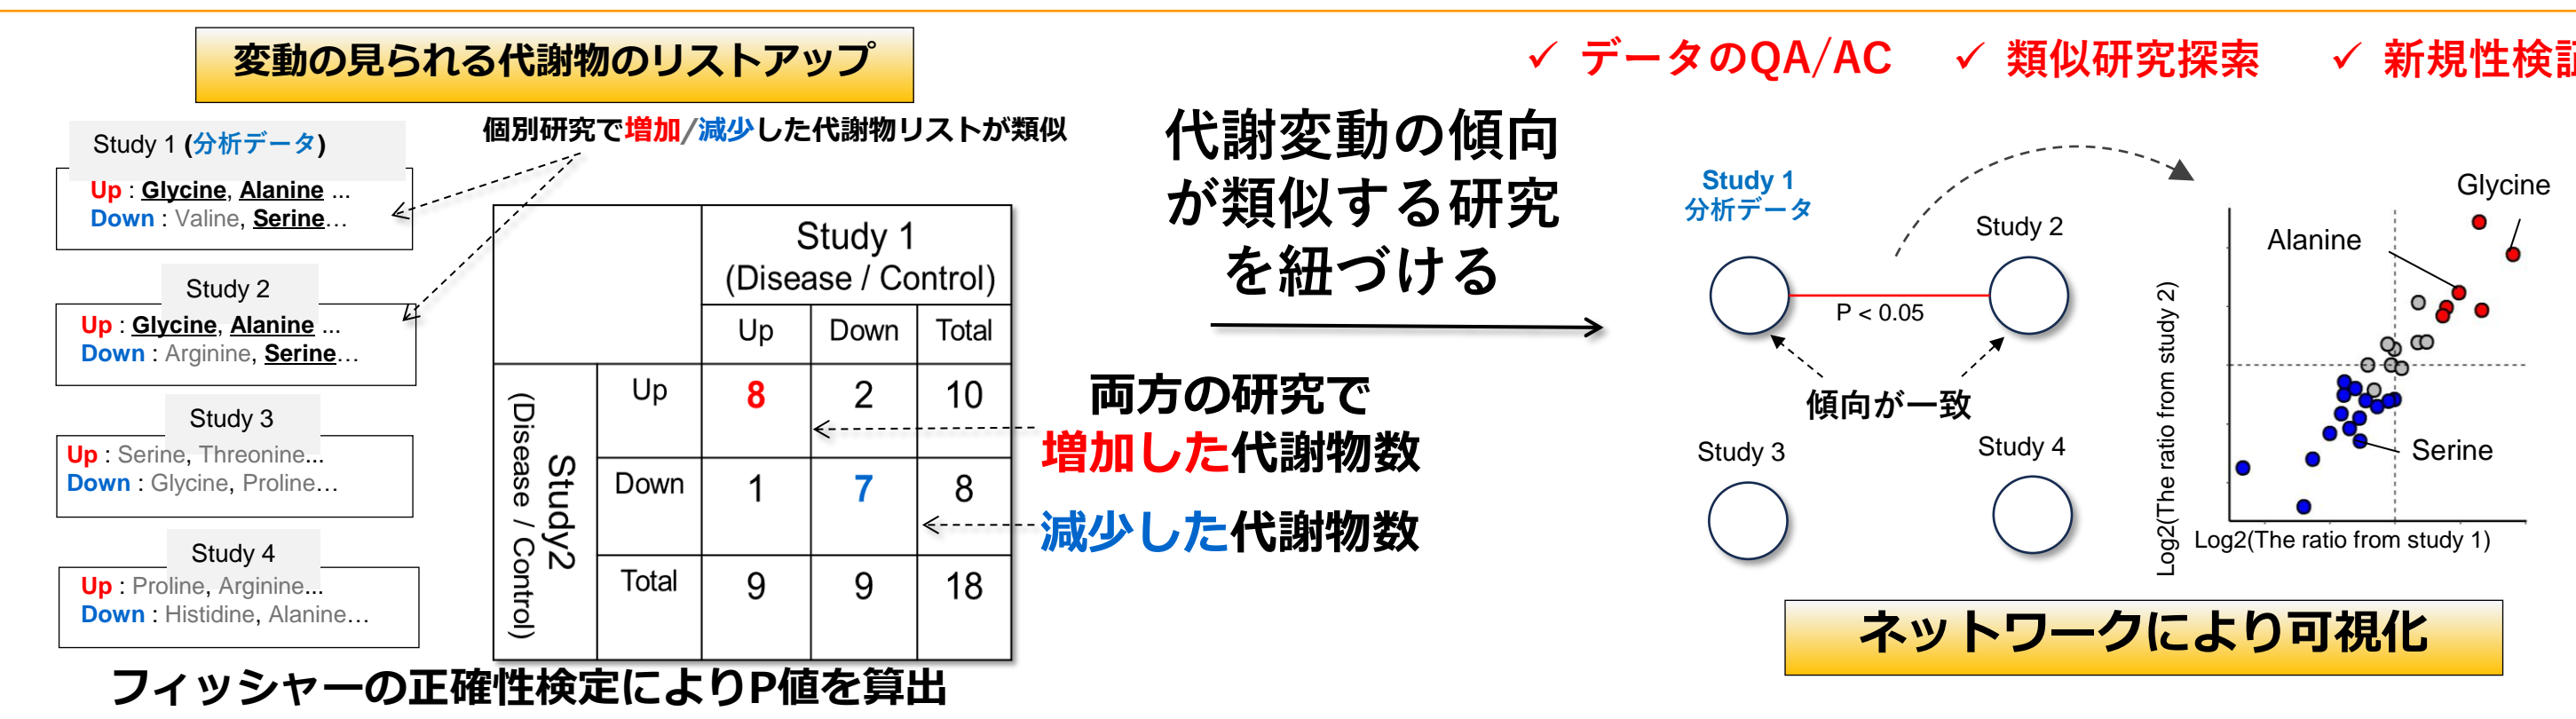 変動の見られる代謝物のリストアップ
✓ データのQA/AC ✓ 類似研究探索 ✓ 新規性検証
個別研究で増加/減少した代謝物リストが類似
Study 1 (分析データ)
Up : Glycine, Alanine ...
Down : Valine, Serine...
Study 2
Up : Glycine, Alanine ...
Down : Arginine, Serine...
Study 3
Up : Serine, Threonine...
Down : Glycine, Proline...
Study 4
Up : Proline, Arginine...
Down : Histidine, Alanine...
フィッシャーの正確性検定によりP値を算出
Study 1
(Disease / Control)
Up Down Total
Study2
(Disease / Control)
Up 8 2 10
Down 1 7 8
Total 9 9 18
代謝変動の傾向
が類似する研究
を紐づける
両方の研究で
増加した代謝物数
減少した代謝物数
Study 1
分析データ
Study 2
P < 0.05
傾向が一致
Study 3
Study 4
Glycine
Alanine
Serine
Log2(The ratio from study 2)
Log2(The ratio from study 1)
ネットワークにより可視化